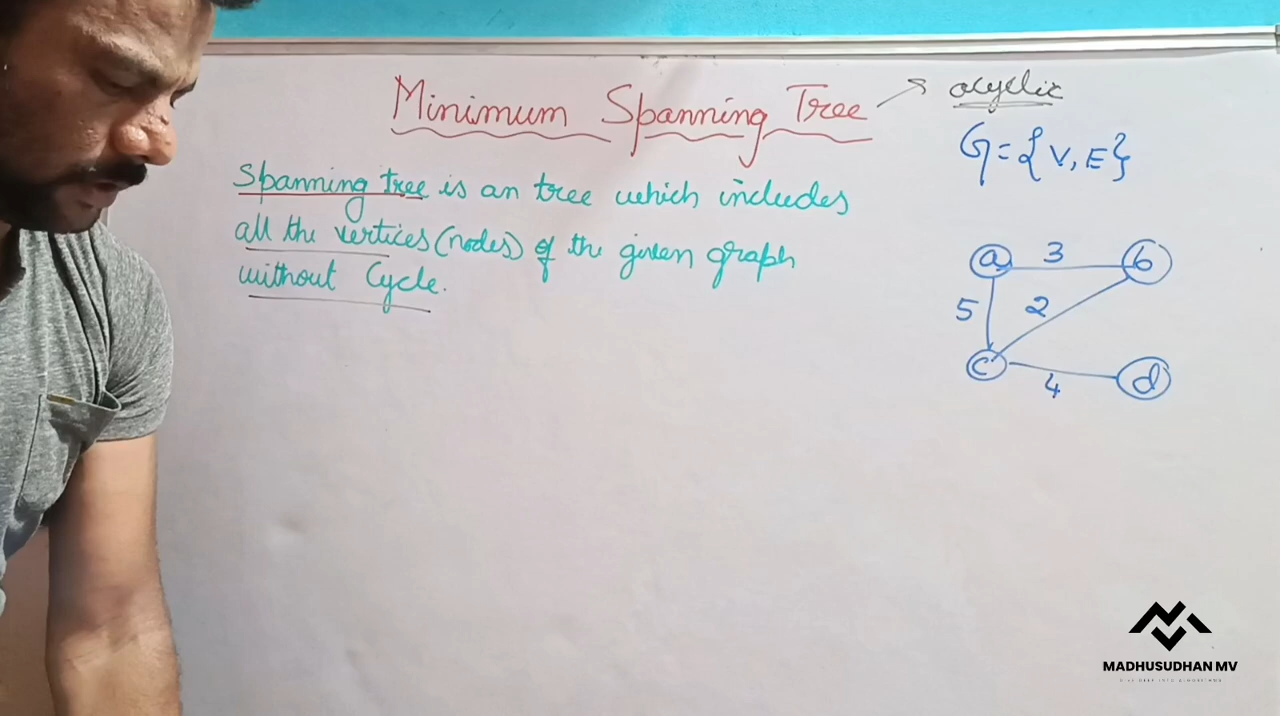 Minimum Spanning Tree
acyclic
G={V,E}
Spanning tree is an tree which includes
all the vertices(nodes) of the given graph
without Cycle.
a 3 b
5 2
c 4 d
MADHUSUDHAN MV